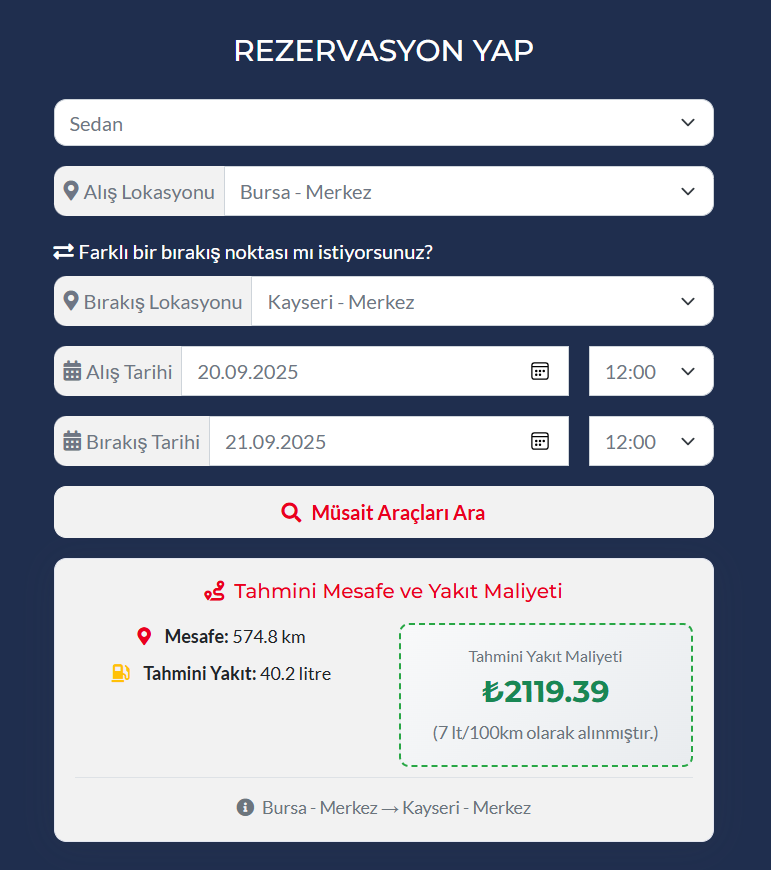 REZERVASYON YAP
Sedan
Alış Lokasyonu Bursa - Merkez
Farklı bir bırakış noktası mı istiyorsunuz?
Bırakış Lokasyonu Kayseri - Merkez
Alış Tarihi 20.09.2025 12:00
Bırakış Tarihi 21.09.2025 12:00
Müsait Araçları Ara
Tahmini Mesafe ve Yakıt Maliyeti
Mesafe: 574.8 km
Tahmini Yakıt: 40.2 litre
Tahmini Yakıt Maliyeti
₺2119.39
(7 lt/100km olarak alınmıştır.)
Bursa - Merkez → Kayseri - Merkez